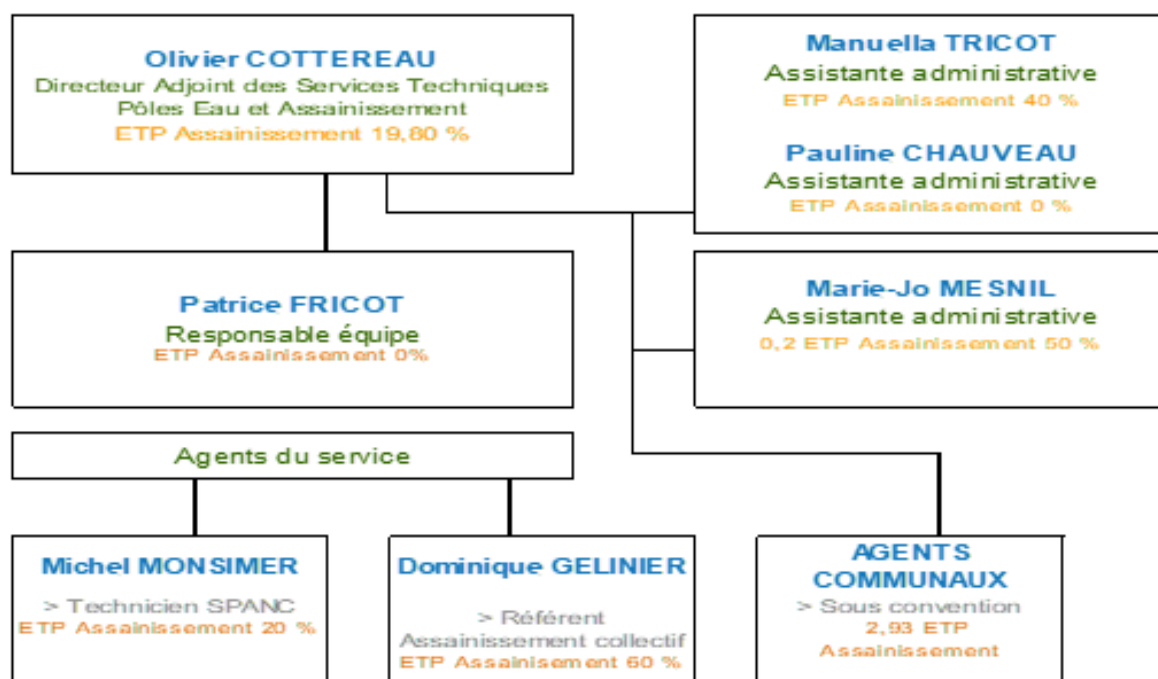 Olivier COTTEREAU
Directeur Adjoint des Services Techniques
Pôles Eau et Assainissement
ETP Assainissement 19,80 %
Manuella TRICOT
Assistante administrative
ETP Assainissement 40 %
Pauline CHAUVEAU
Assistante administrative
ETP Assainissement 0 %
Patrice FRICOT
Responsable équipe
ETP Assainissement 0%
Marie-Jo MESNIL
Assistante administrative
0,2 ETP Assainissement 50 %
Agents du service
Michel MONSIMER
> Technicien SPANC
ETP Assainissement 20 %
Dominique GELINIER
> Référent
Assainissement collectif
ETP Assainisement 60 %
AGENTS
COMMUNAUX
> Sous convention
2,93 ETP
Assainissement